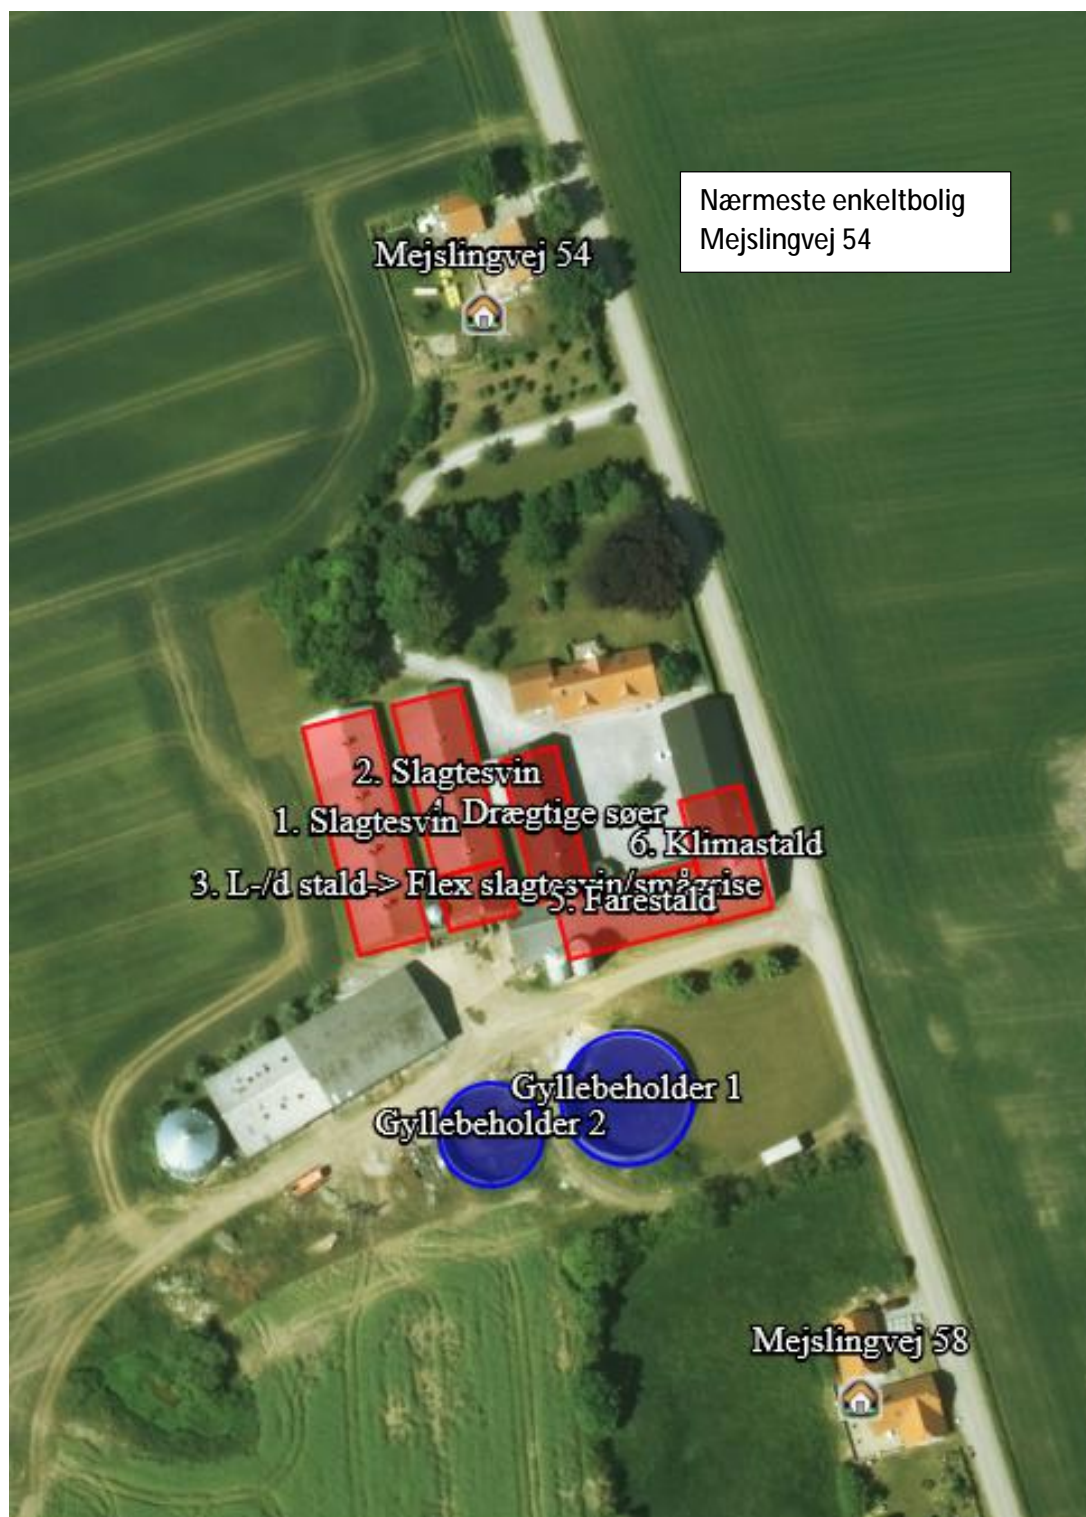 Nærmeste enkeltbolig
Mejslingvej 54
Mejslingvej 54
2. Slagtesvin
1. Slagtesvin
4. Drægtige søer
6. Klimastald
3. L-/d stald-> Flex slagtesvin/smågrise
5. Farestald
Gyllebeholder 1
Gyllebeholder 2
Mejslingvej 58